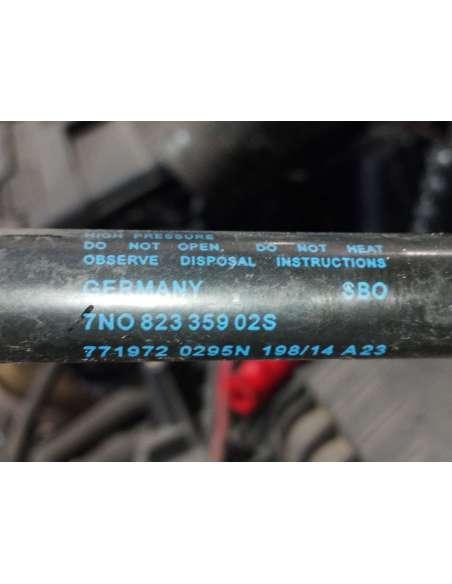 HIGH PRESSURE
DO NOT OPEN. DO NOT HEAT
OBSERVE DISPOSAL INSTRUCTIONS
GERMANY SBO
7N0 823 359 02S
771972 0295N 198/14 A23